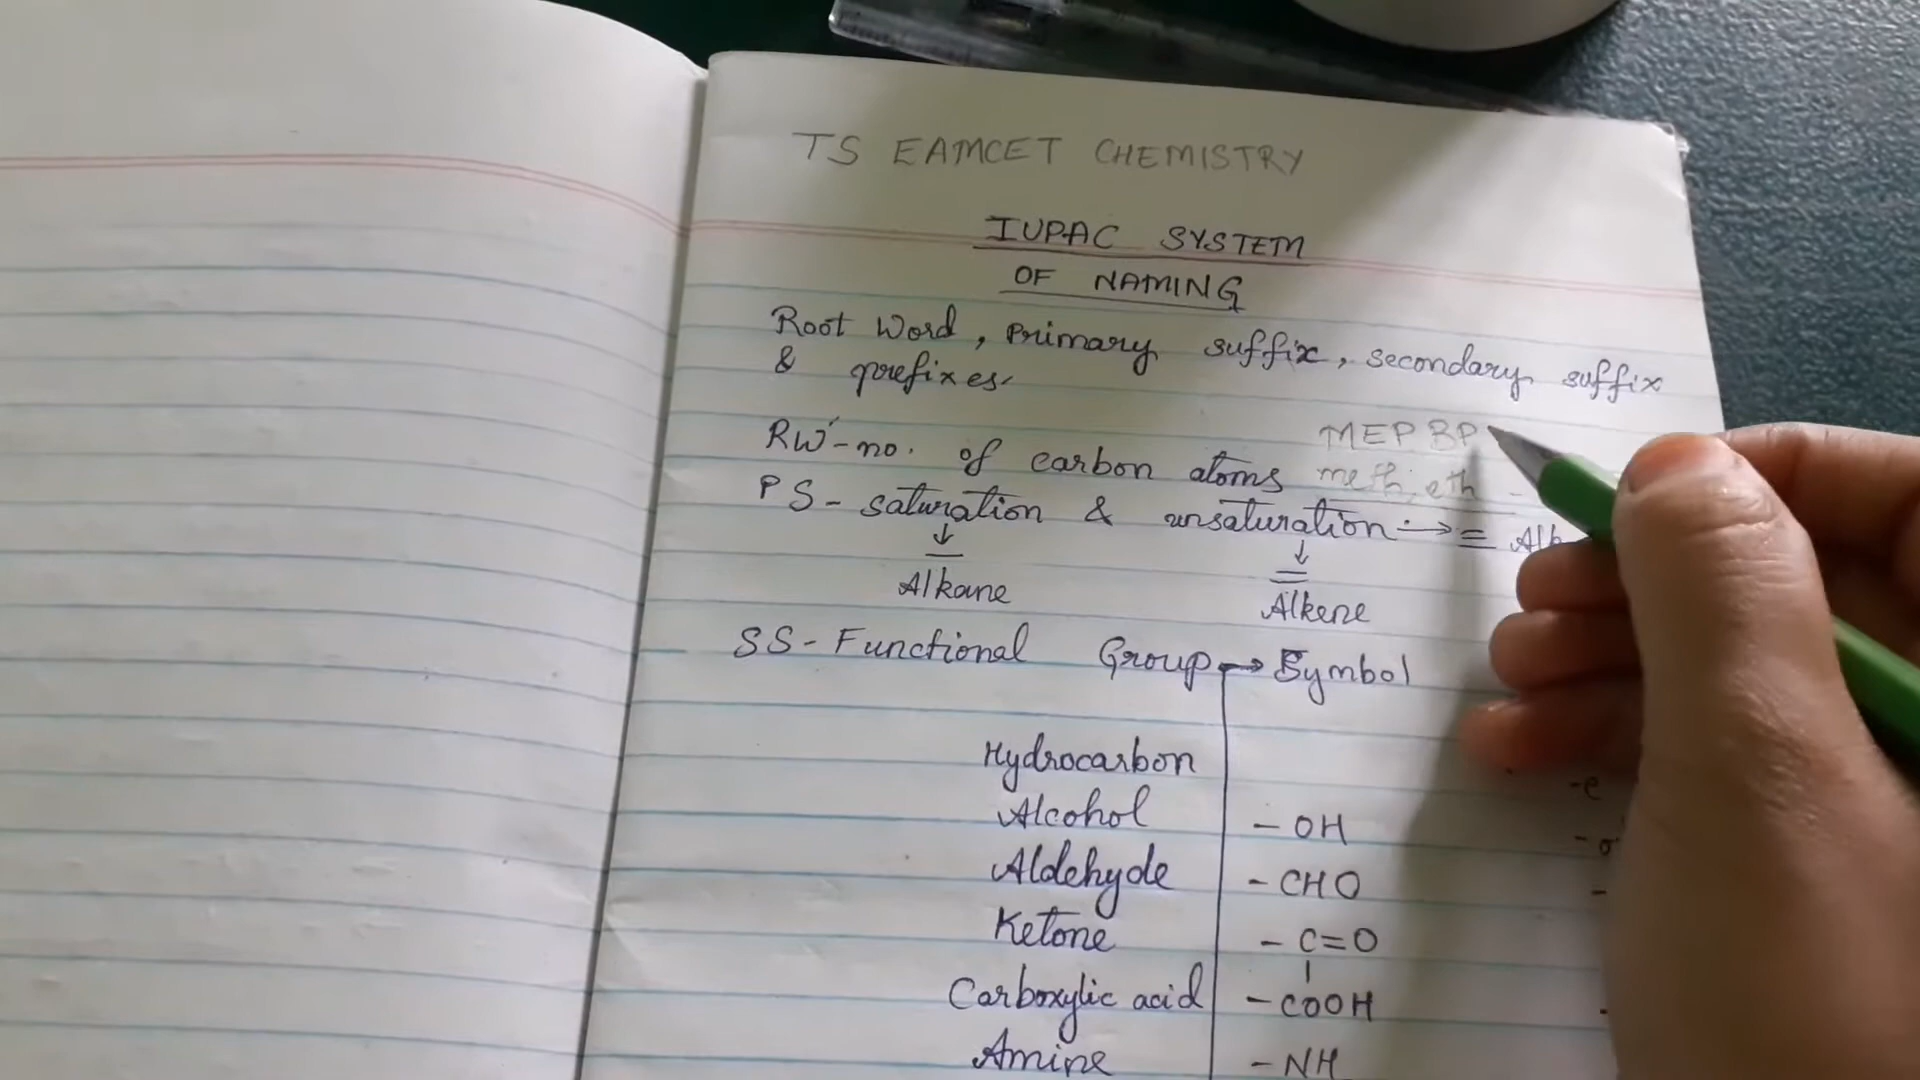 TS EAMCET CHEMISTRY
IUPAC SYSTEM
OF NAMING
Root Word, Primary suffix, secondary suffix
& prefixes.
MEPBP
RW - no. of carbon atoms meth, eth -
PS - saturation & unsaturation → ≡
↓ ↓
— =
Alkane Alkene
SS - Functional Group → Symbol
Hydrocarbon -e
Alcohol - OH
Aldehyde - CHO
Ketone - C=O
Carboxylic acid - COOH
Amine - NH